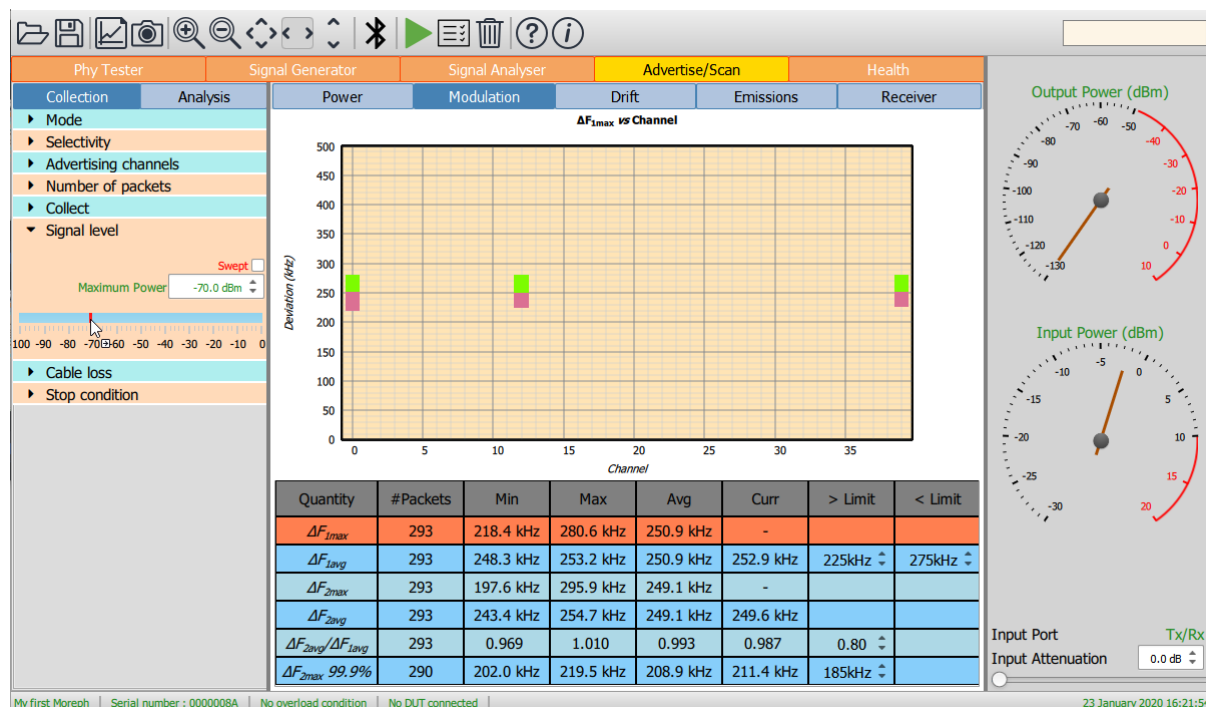 Phy Tester Signal Generator Signal Analyser Advertise/Scan Health
Collection Analysis
Power Modulation Drift Emissions Receiver
Mode
Selectivity
Advertising channels
Number of packets
Collect
Signal level
Swept
Maximum Power -70.0 dBm
100 -90 -80 -70 -60 -50 -40 -30 -20 -10 0
Cable loss
Stop condition
ΔF1max vs Channel
500
450
400
350
300
250
200
150
100
50
0
Deviation (kHz)
0 5 10 15 20 25 30 35
Channel
Quantity #Packets Min Max Avg Curr > Limit < Limit
ΔF1max 293 218.4 kHz 280.6 kHz 250.9 kHz -
ΔF1avg 293 248.3 kHz 253.2 kHz 250.9 kHz 252.9 kHz 225kHz 275kHz
ΔF2max 293 197.6 kHz 295.9 kHz 249.1 kHz -
ΔF2avg 293 243.4 kHz 254.7 kHz 249.1 kHz 249.6 kHz
ΔF2avg/ΔF1avg 293 0.969 1.010 0.993 0.987 0.80
ΔF2max 99.9% 290 202.0 kHz 219.5 kHz 208.9 kHz 211.4 kHz 185kHz
Output Power (dBm)
-130 -120 -110 -100 -90 -80 -70 -60 -50 -40 -30 -20 -10 0 10
Input Power (dBm)
-30 -25 -20 -15 -10 -5 0 5 10 15 20
Input Port Tx/Rx
Input Attenuation 0.0 dB
My first Moreph Serial number : 0000008A No overload condition No DUT connected 23 January 2020 16:21:54